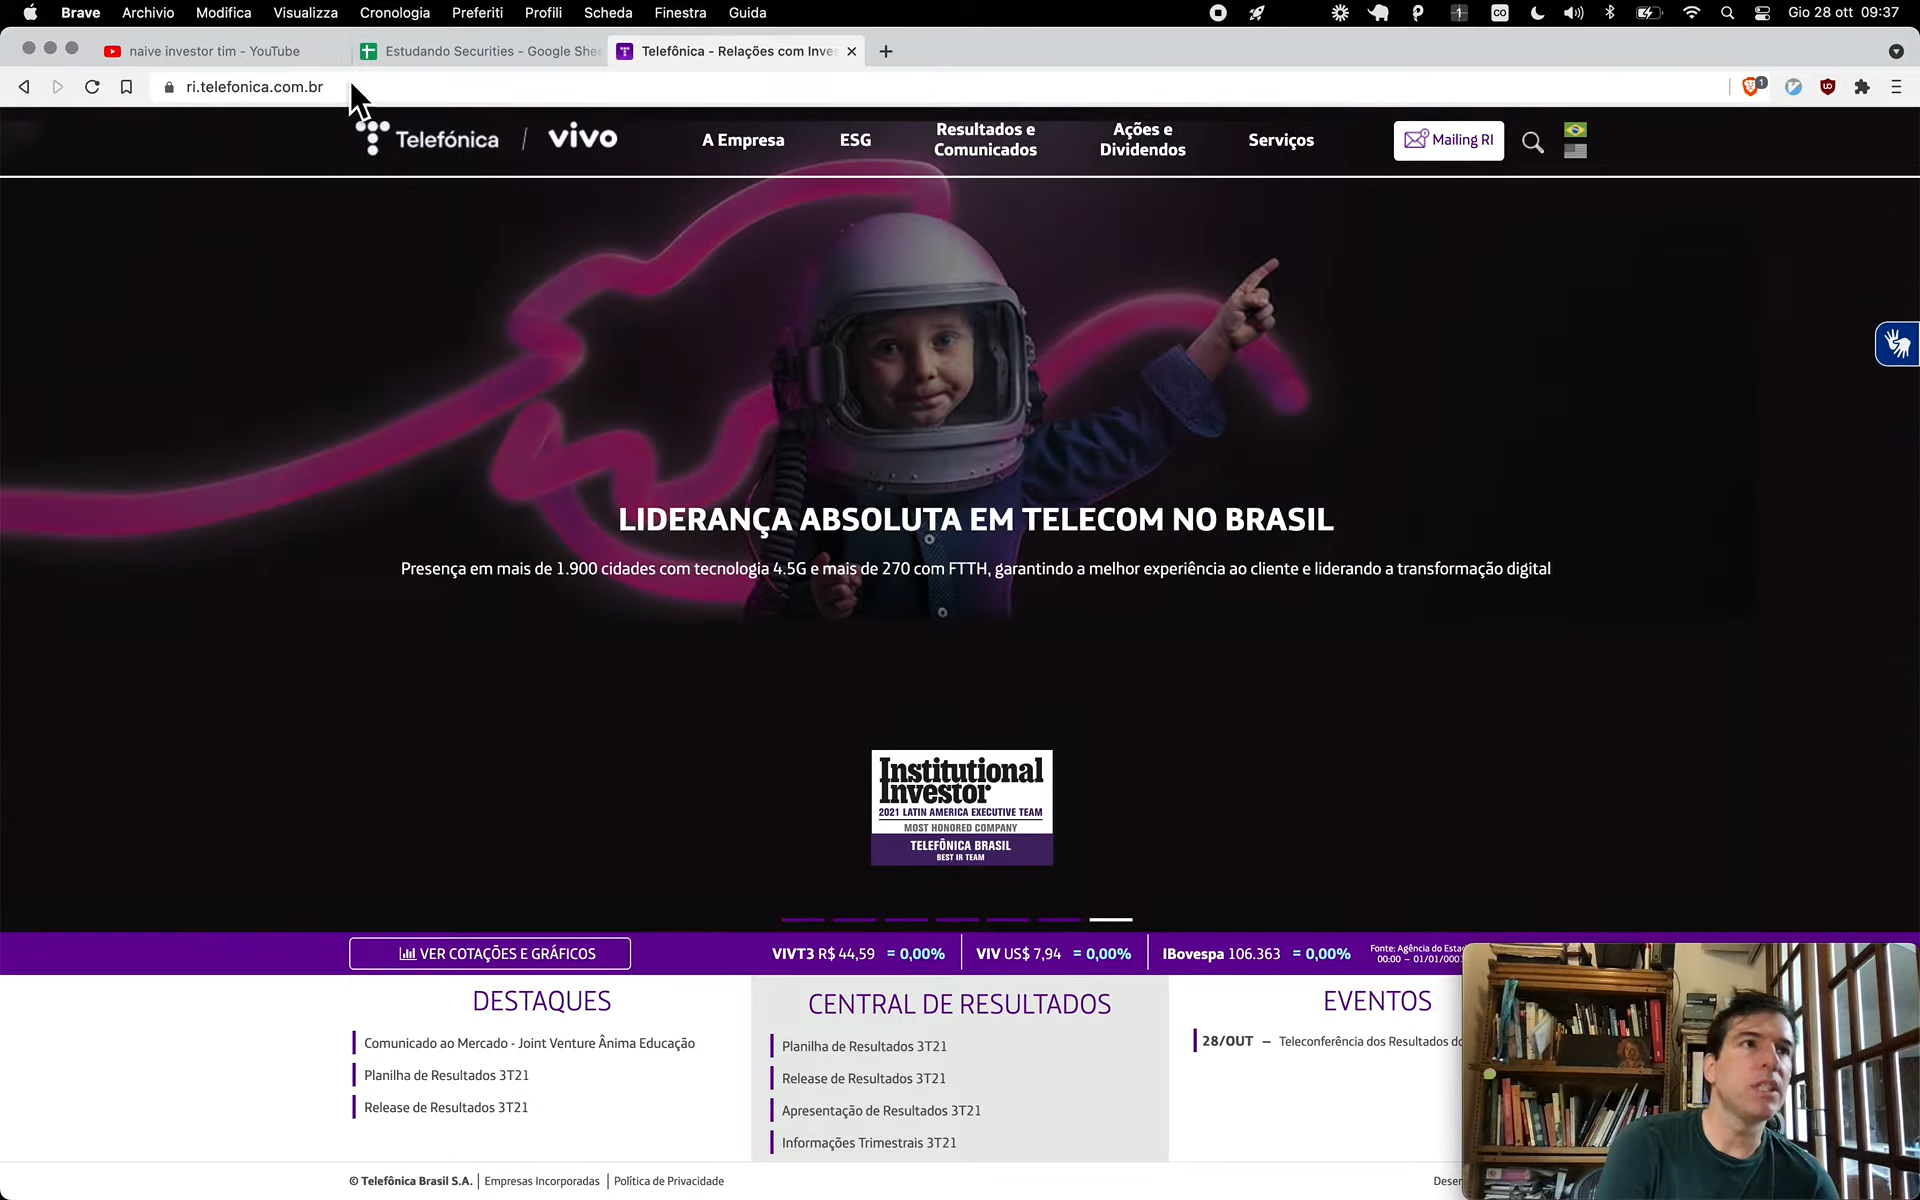 Brave Archivio Modifica Visualizza Cronologia Preferiti Profili Scheda Finestra Guida
1 CO Gio 28 ott 09:37
naive investor tim - YouTube
Estudando Securities - Google Shee
Telefônica - Relações com Inves
ri.telefonica.com.br
1
Telefónica
vivo
A Empresa
ESG
Resultados e
Comunicados
Ações e
Dividendos
Serviços
Mailing RI
LIDERANÇA ABSOLUTA EM TELECOM NO BRASIL
Presença em mais de 1.900 cidades com tecnologia 4.5G e mais de 270 com FTTH, garantindo a melhor experiência ao cliente e liderando a transformação digital
Institutional
Investor
2021 LATIN AMERICA EXECUTIVE TEAM
MOST HONORED COMPANY
TELEFÔNICA BRASIL
BEST IR TEAM
VER COTAÇÕES E GRÁFICOS
VIVT3 R$ 44,59 = 0,00%
VIV US$ 7,94 = 0,00%
IBovespa 106.363 = 0,00%
Fonte: Agência do Estad
00:00 – 01/01/000
DESTAQUES
Comunicado ao Mercado - Joint Venture Ânima Educação
Planilha de Resultados 3T21
Release de Resultados 3T21
CENTRAL DE RESULTADOS
Planilha de Resultados 3T21
Release de Resultados 3T21
Apresentação de Resultados 3T21
Informações Trimestrais 3T21
EVENTOS
28/OUT – Teleconferência dos Resultados do
© Telefônica Brasil S.A. | Empresas Incorporadas | Política de Privacidade
Desen